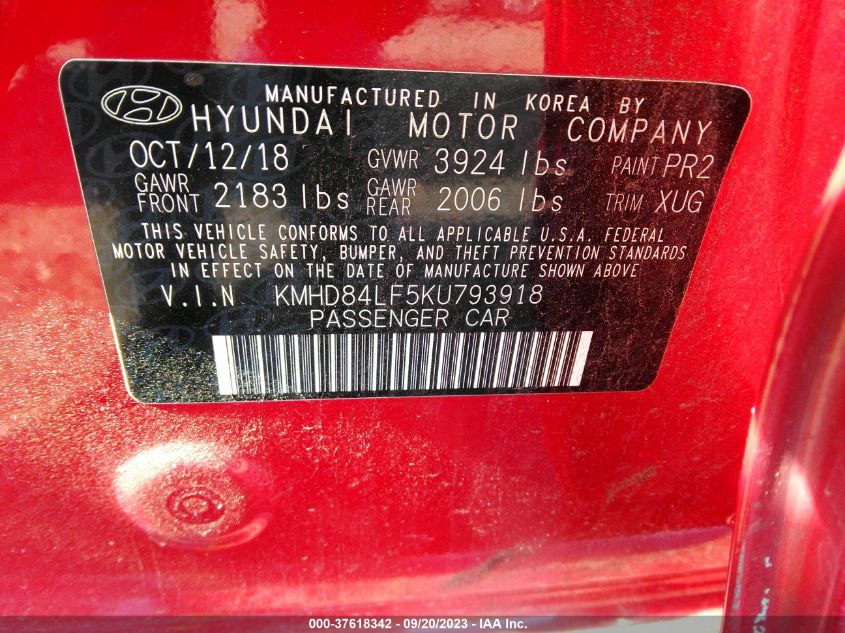 MANUFACTURED IN KOREA BY
HYUNDAI MOTOR COMPANY
OCT/12/18 GVWR 3924 lbs PAINT PR2
GAWR FRONT 2183 lbs GAWR REAR 2006 lbs TRIM XUG
THIS VEHICLE CONFORMS TO ALL APPLICABLE U.S.A. FEDERAL
MOTOR VEHICLE SAFETY, BUMPER, AND THEFT PREVENTION STANDARDS
IN EFFECT ON THE DATE OF MANUFACTURE SHOWN ABOVE
V.I.N KMHD84LF5KU793918
PASSENGER CAR
000-37618342 - 09/20/2023 - IAA Inc.